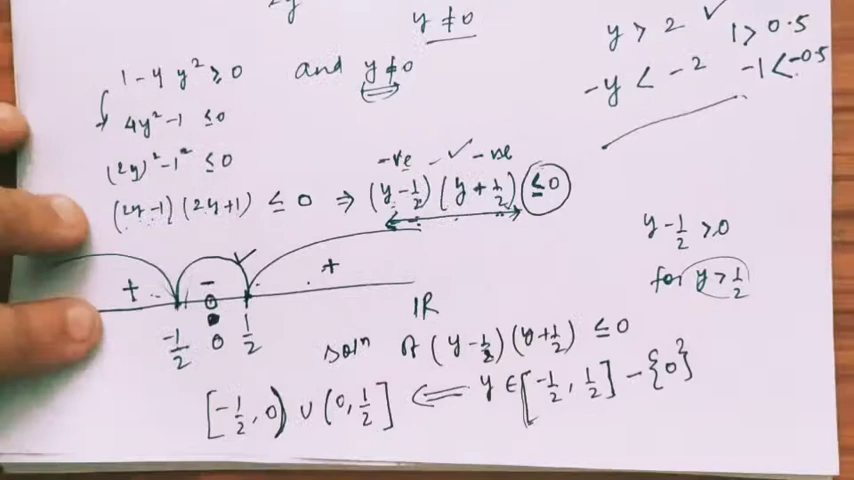 2y
y ≠ 0
y > 2 ✓ 1 > 0.5
-y < -2 -1 < -0.5
1 - 4y² ≥ 0 and y ≠ 0
4y² - 1 ≤ 0
(2y)² - 1² ≤ 0
-ve - ✓ -ve
(2y-1) (2y+1) ≤ 0 ⇒ (y - 1/2) (y + 1/2) ≤ 0
y - 1/2 > 0
for y > 1/2
+ - ✓ +
0
-1/2 0 1/2
IR
soln of (y - 1/2) (y + 1/2) ≤ 0
[-1/2, 0) ∪ (0, 1/2] ⇐ y ∈ [-1/2, 1/2] - {0}